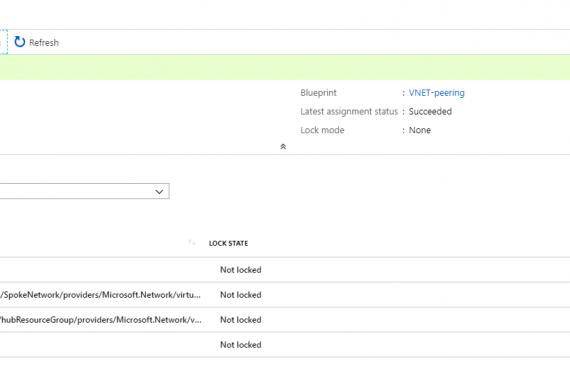 Refresh
Blueprint : VNET-peering
Latest assignment status : Succeeded
Lock mode : None
LOCK STATE
Not locked
/SpokeNetwork/providers/Microsoft.Network/virtu... Not locked
/hubResourceGroup/providers/Microsoft.Network/v... Not locked
Not locked